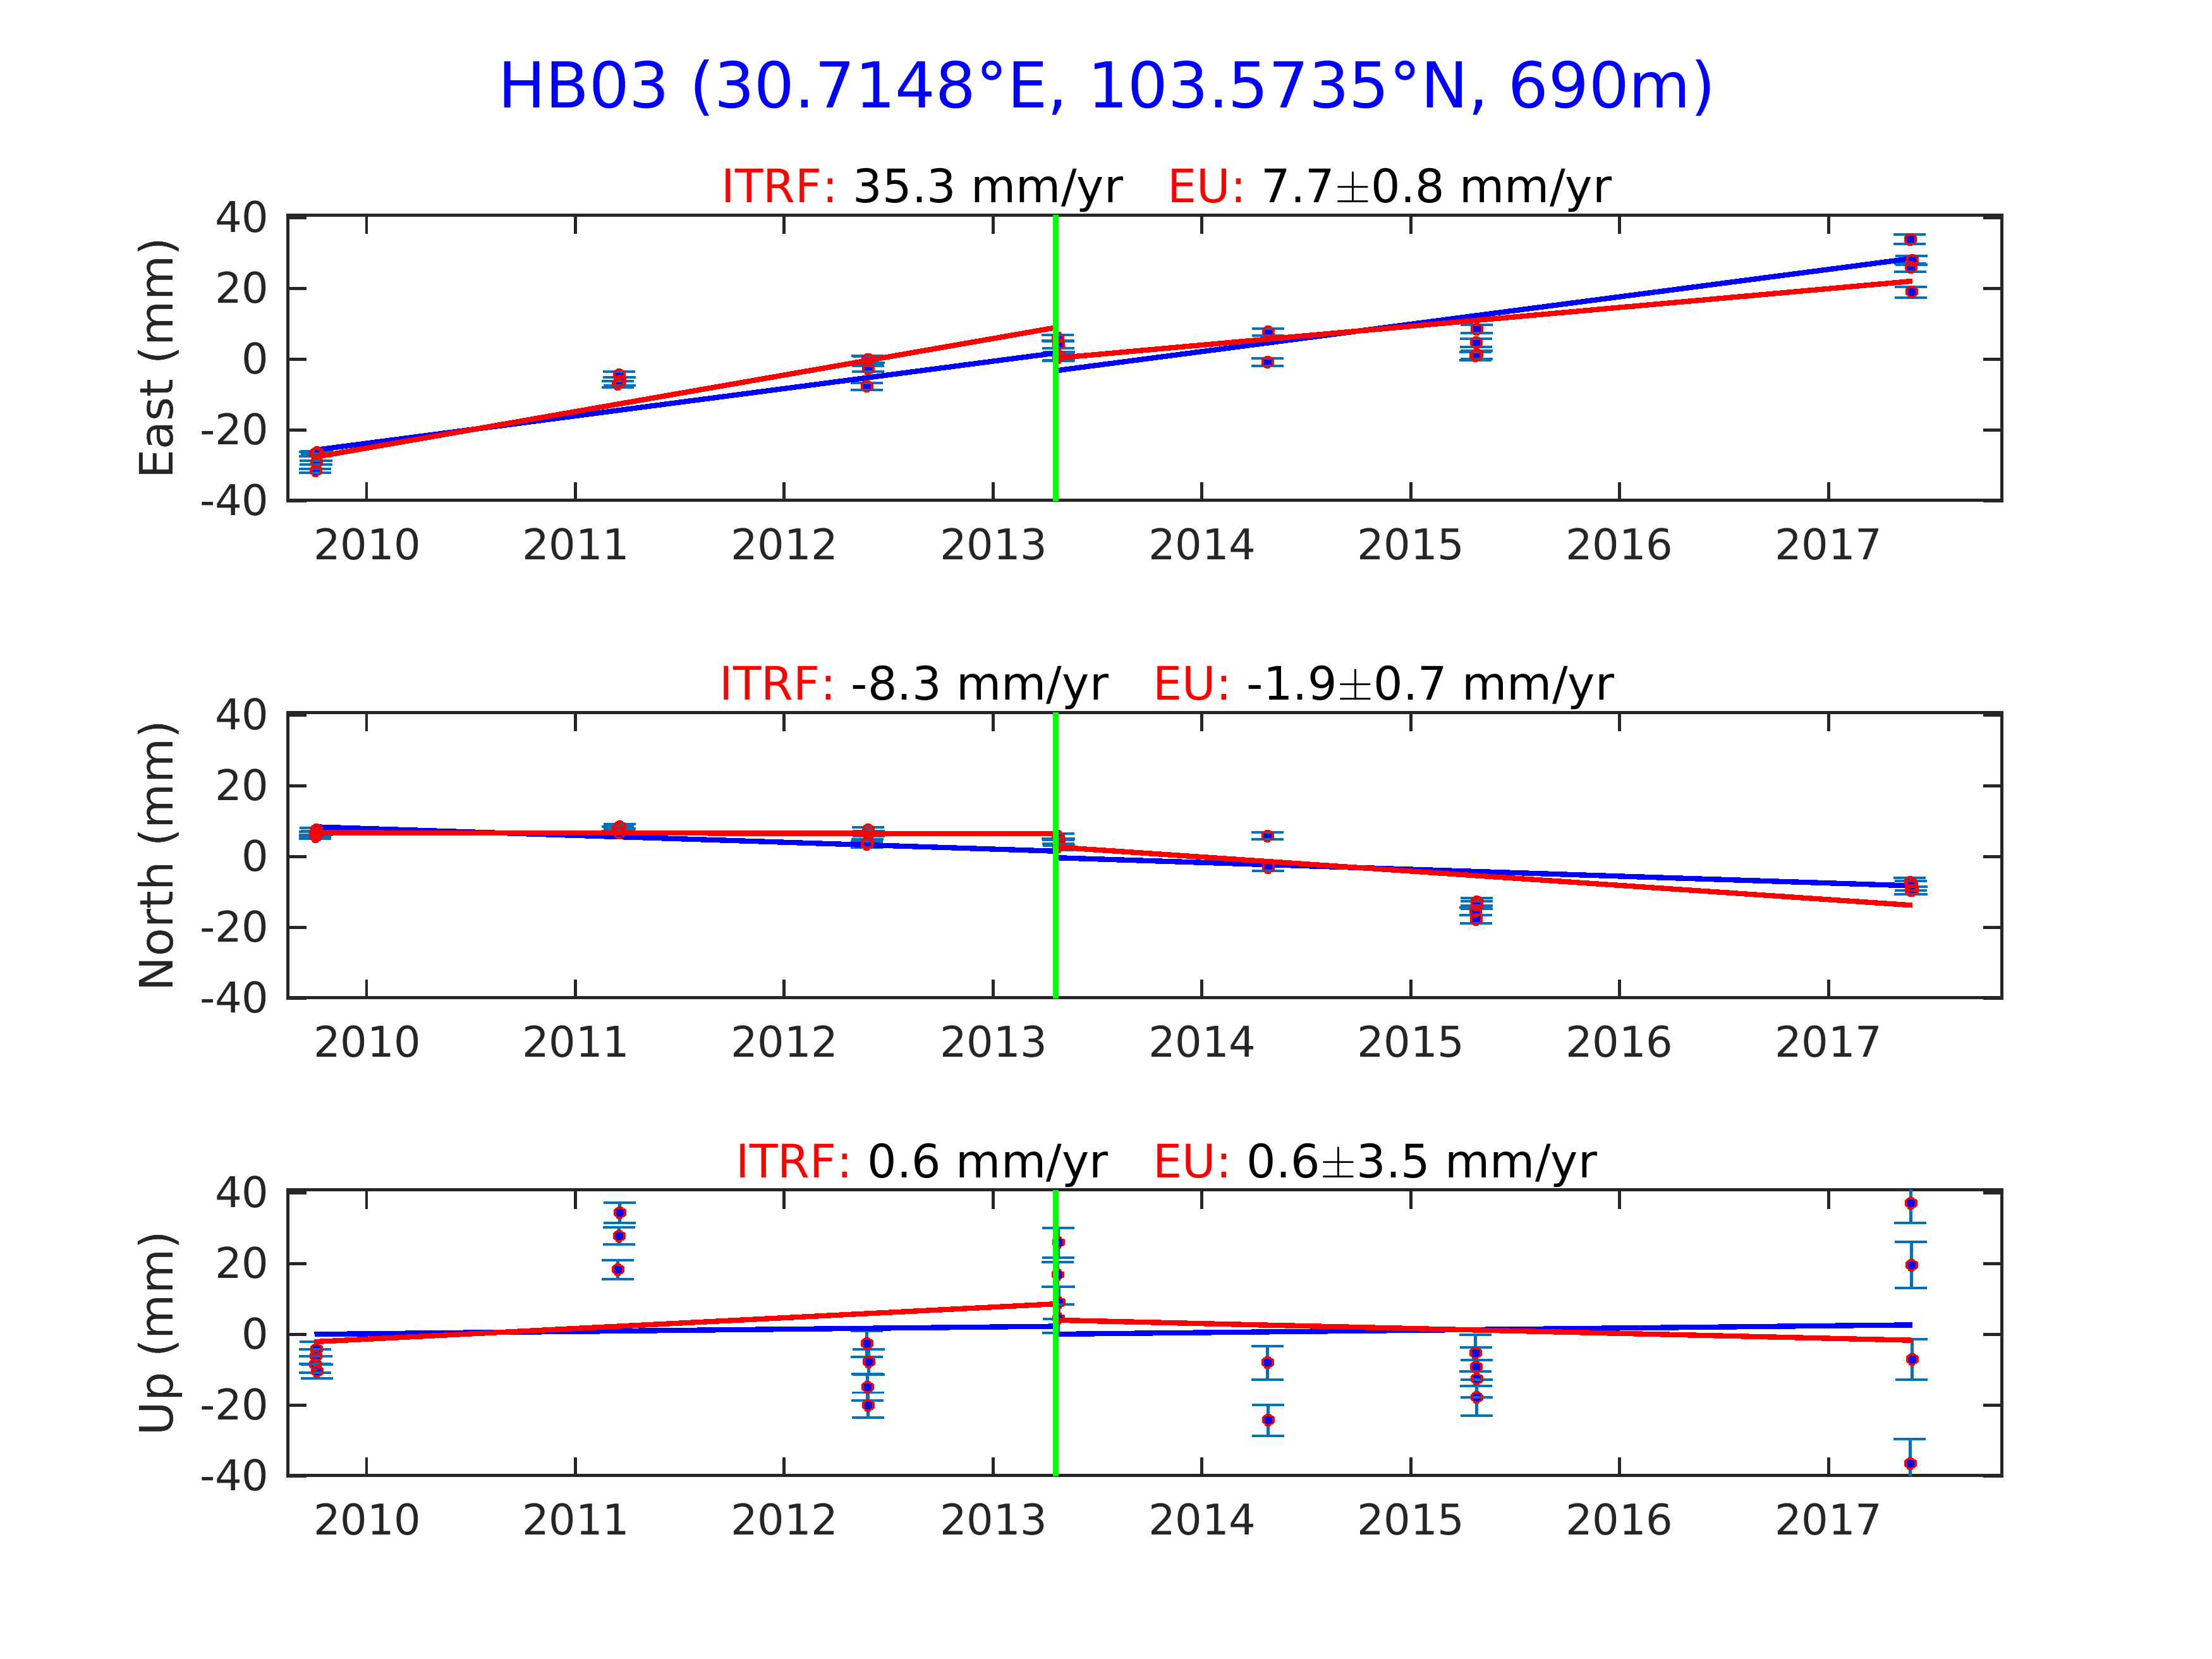 HB03 (30.7148°E, 103.5735°N, 690m)
ITRF: 35.3 mm/yr EU: 7.7±0.8 mm/yr
East (mm)
40
20
0
-20
-40
2010 2011 2012 2013 2014 2015 2016 2017
ITRF: -8.3 mm/yr EU: -1.9±0.7 mm/yr
North (mm)
40
20
0
-20
-40
2010 2011 2012 2013 2014 2015 2016 2017
ITRF: 0.6 mm/yr EU: 0.6±3.5 mm/yr
Up (mm)
40
20
0
-20
-40
2010 2011 2012 2013 2014 2015 2016 2017